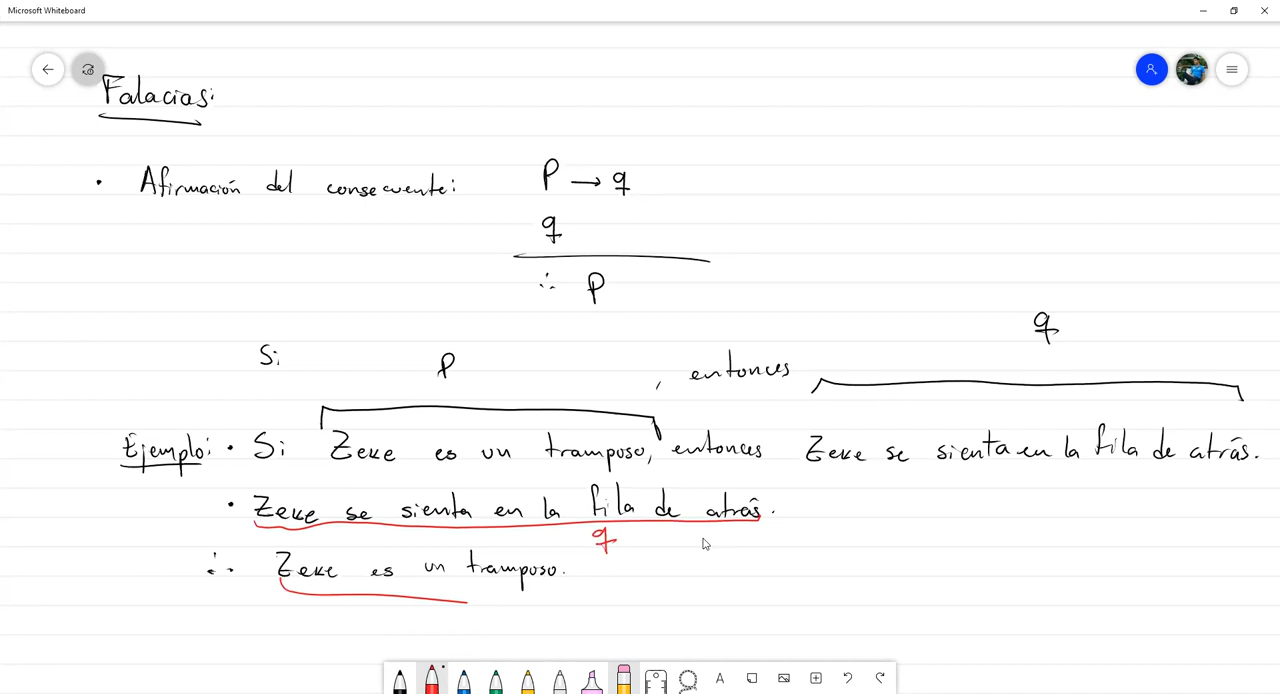 Microsoft Whiteboard
Falacias:
• Afirmación del consecuente: P → q
q
∴ P
q
Si P , entonces
Ejemplo: • Si Zeke es un tramposo, entonces Zeke se sienta en la fila de atrás.
• Zeke se sienta en la fila de atrás.
q
∴ Zeke es un tramposo.
A